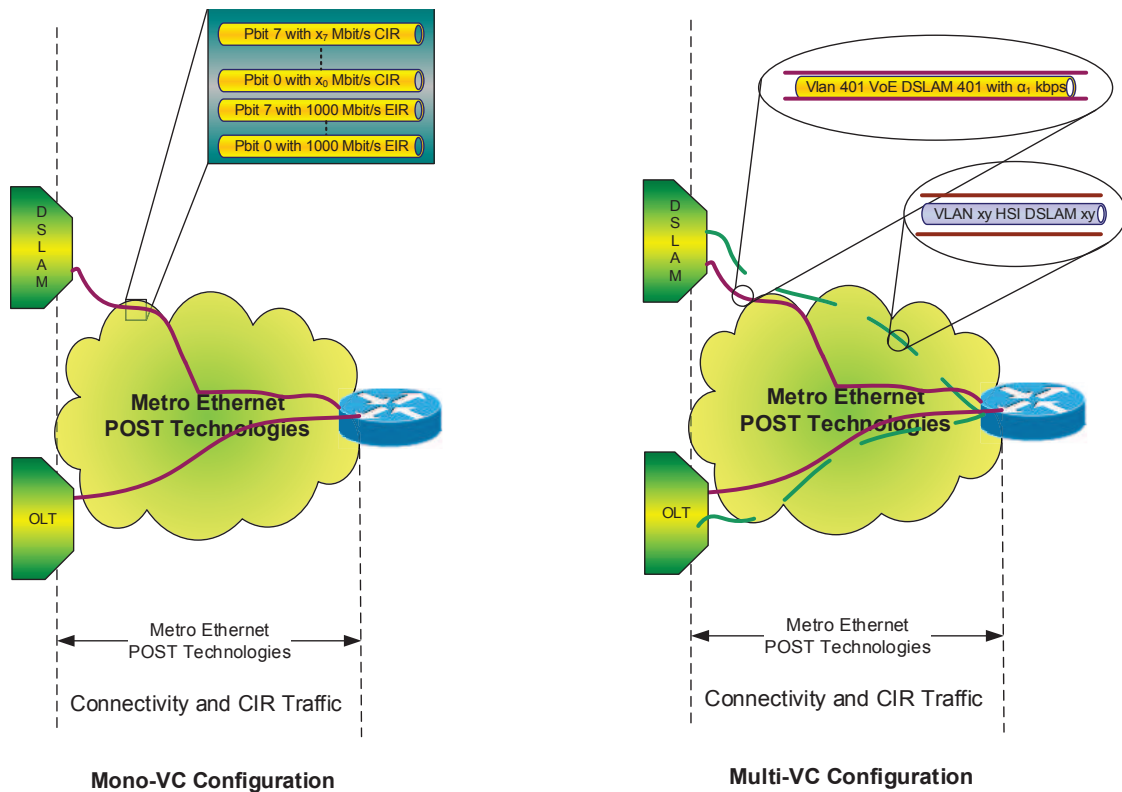 Pbit 7 with x7 Mbit/s CIR
Pbit 0 with x0 Mbit/s CIR
Pbit 7 with 1000 Mbit/s EIR
Pbit 0 with 1000 Mbit/s EIR
DSLAM
Metro Ethernet
POST Technologies
OLT
Metro Ethernet
POST Technologies
Connectivity and CIR Traffic
Mono-VC Configuration
Vlan 401 VoE DSLAM 401 with α1 kbps
VLAN xy HSI DSLAM xy
DSLAM
Metro Ethernet
POST Technologies
OLT
Metro Ethernet
POST Technologies
Connectivity and CIR Traffic
Multi-VC Configuration